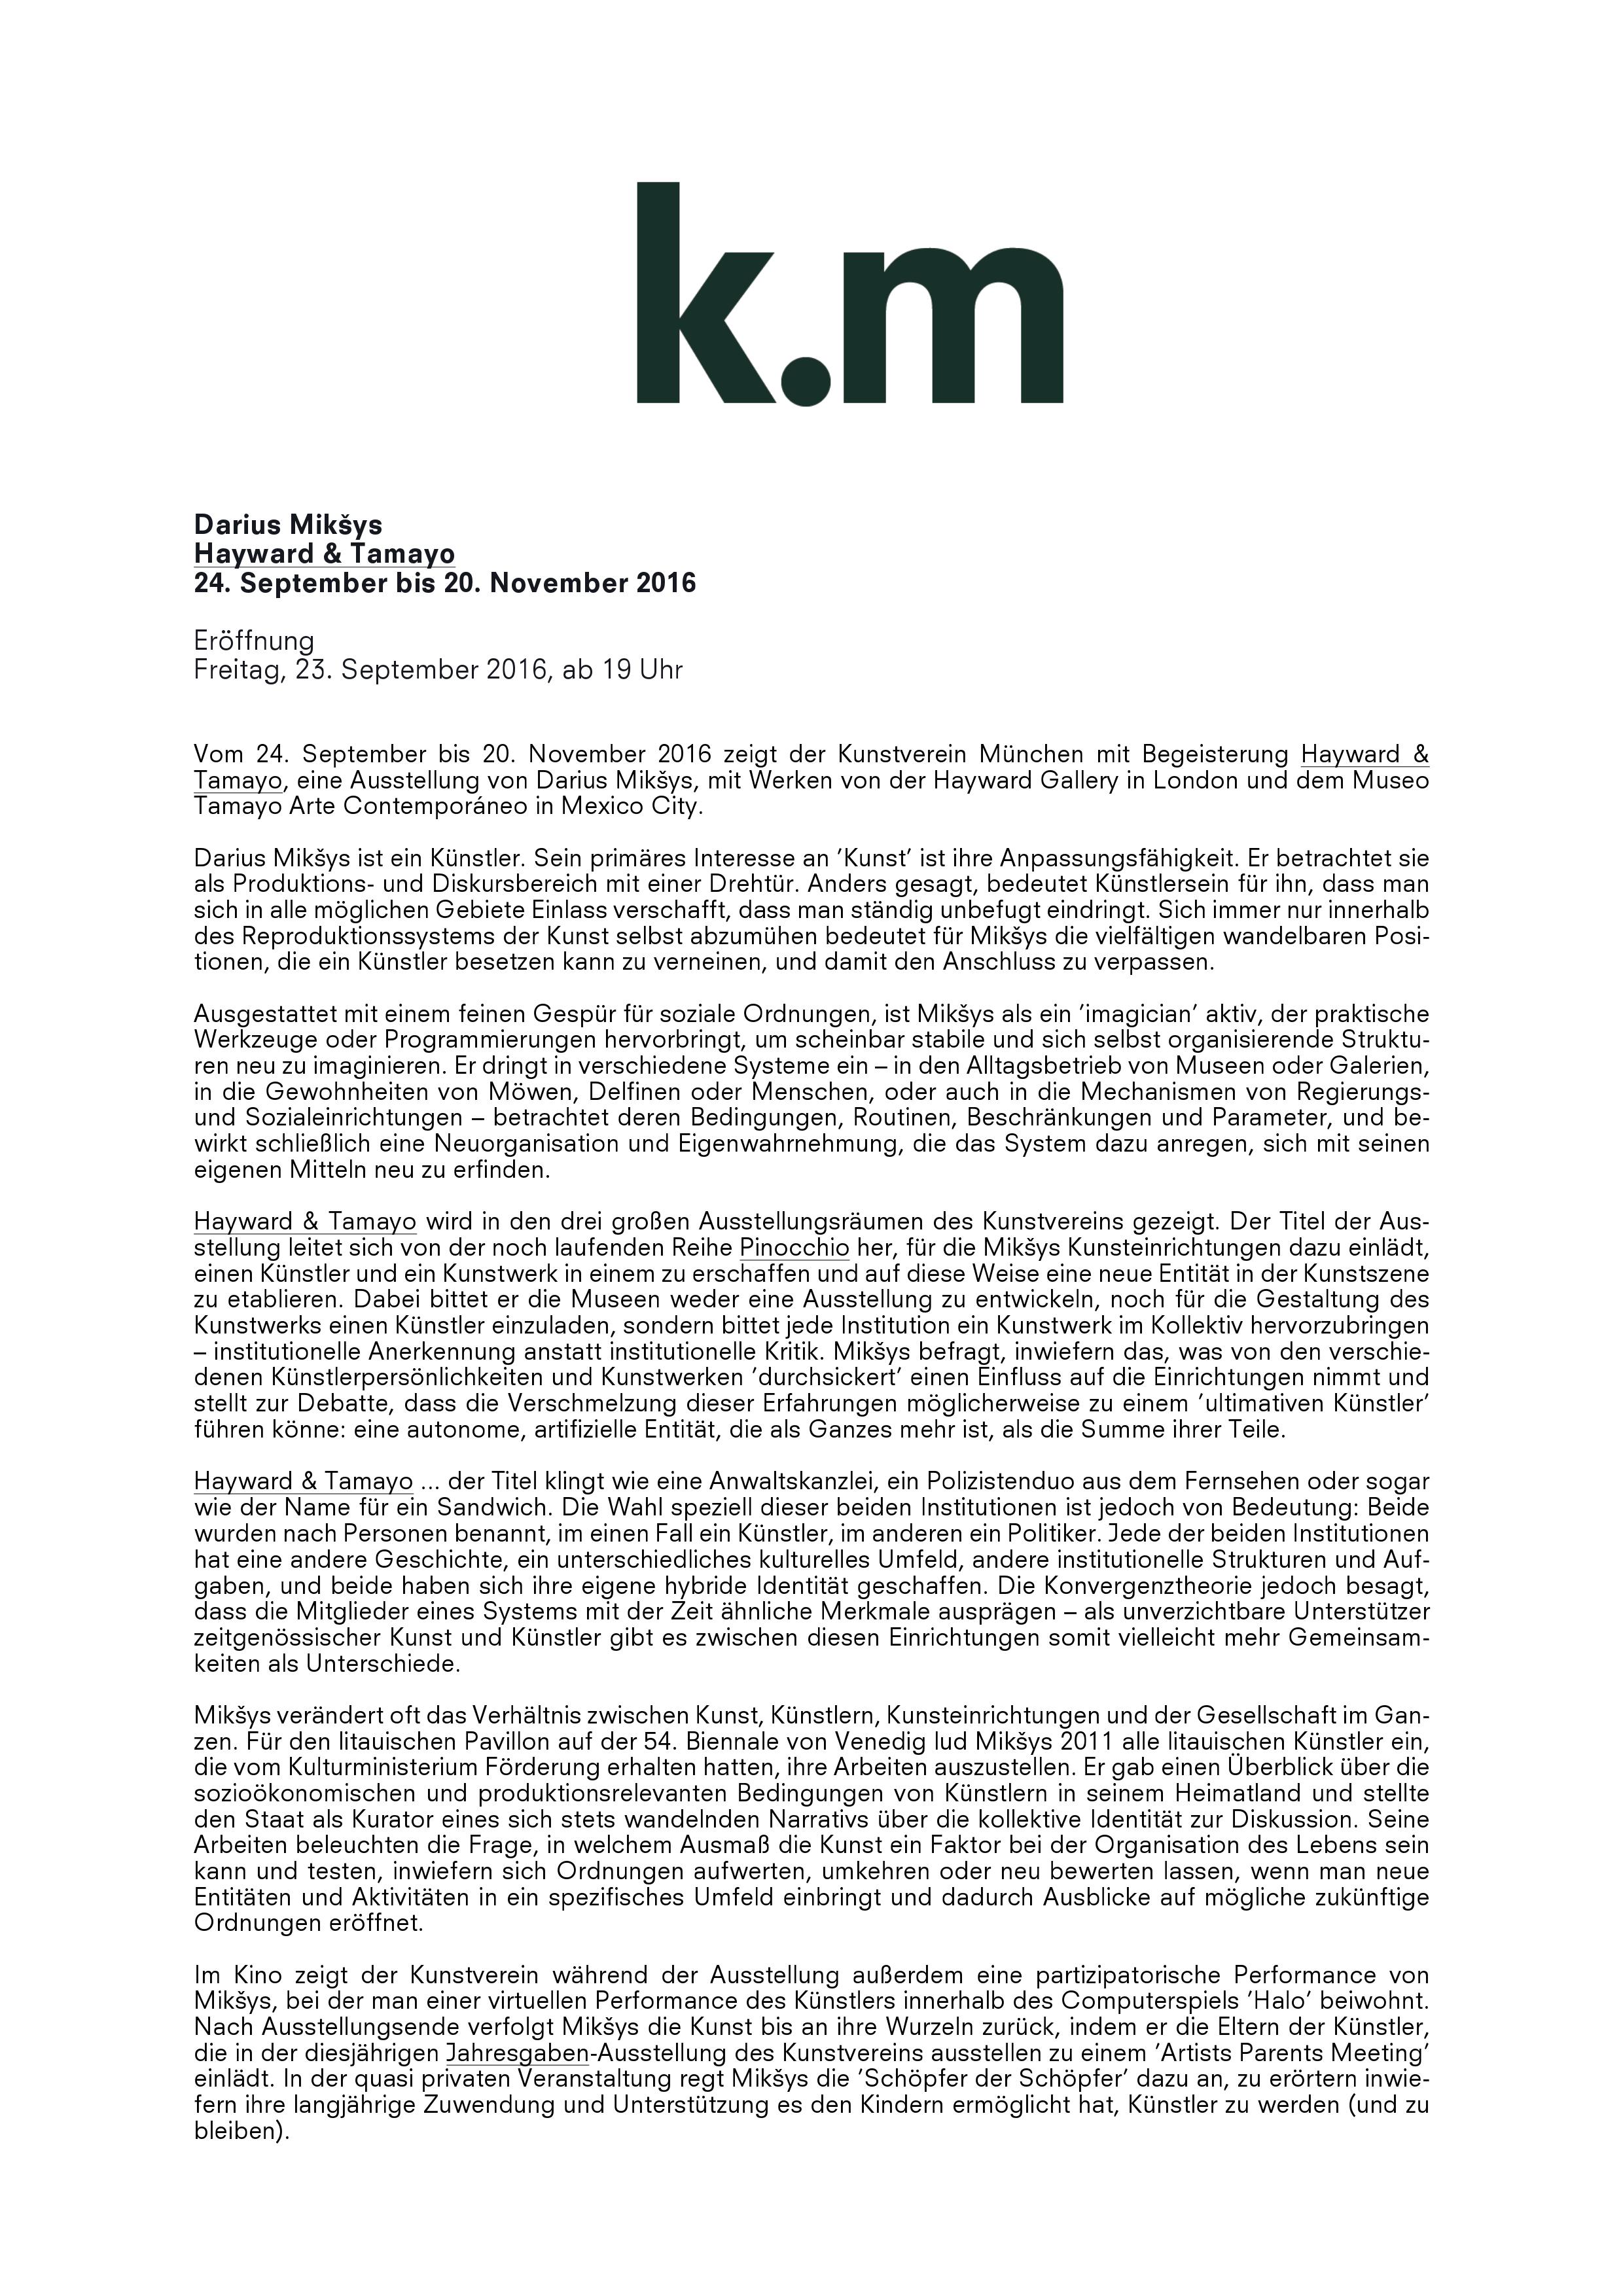 k.m
Darius Mikšys
Hayward & Tamayo
24. September bis 20. November 2016
Eröffnung
Freitag, 23. September 2016, ab 19 Uhr
Vom 24. September bis 20. November 2016 zeigt der Kunstverein München mit Begeisterung Hayward &
Tamayo, eine Ausstellung von Darius Mikšys, mit Werken von der Hayward Gallery in London und dem Museo
Tamayo Arte Contemporáneo in Mexico City.
Darius Mikšys ist ein Künstler. Sein primäres Interesse an ’Kunst’ ist ihre Anpassungsfähigkeit. Er betrachtet sie
als Produktions- und Diskursbereich mit einer Drehtür. Anders gesagt, bedeutet Künstlersein für ihn, dass man
sich in alle möglichen Gebiete Einlass verschafft, dass man ständig unbefugt eindringt. Sich immer nur innerhalb
des Reproduktionssystems der Kunst selbst abzumühen bedeutet für Mikšys die vielfältigen wandelbaren Posi-
tionen, die ein Künstler besetzen kann zu verneinen, und damit den Anschluss zu verpassen.
Ausgestattet mit einem feinen Gespür für soziale Ordnungen, ist Mikšys als ein ’imagician’ aktiv, der praktische
Werkzeuge oder Programmierungen hervorbringt, um scheinbar stabile und sich selbst organisierende Struktu-
ren neu zu imaginieren. Er dringt in verschiedene Systeme ein – in den Alltagsbetrieb von Museen oder Galerien,
in die Gewohnheiten von Möwen, Delfinen oder Menschen, oder auch in die Mechanismen von Regierungs-
und Sozialeinrichtungen – betrachtet deren Bedingungen, Routinen, Beschränkungen und Parameter, und be-
wirkt schließlich eine Neuorganisation und Eigenwahrnehmung, die das System dazu anregen, sich mit seinen
eigenen Mitteln neu zu erfinden.
Hayward & Tamayo wird in den drei großen Ausstellungsräumen des Kunstvereins gezeigt. Der Titel der Aus-
stellung leitet sich von der noch laufenden Reihe Pinocchio her, für die Mikšys Kunsteinrichtungen dazu einlädt,
einen Künstler und ein Kunstwerk in einem zu erschaffen und auf diese Weise eine neue Entität in der Kunstszene
zu etablieren. Dabei bittet er die Museen weder eine Ausstellung zu entwickeln, noch für die Gestaltung des
Kunstwerks einen Künstler einzuladen, sondern bittet jede Institution ein Kunstwerk im Kollektiv hervorzubringen
– institutionelle Anerkennung anstatt institutionelle Kritik. Mikšys befragt, inwiefern das, was von den verschie-
denen Künstlerpersönlichkeiten und Kunstwerken ’durchsickert’ einen Einfluss auf die Einrichtungen nimmt und
stellt zur Debatte, dass die Verschmelzung dieser Erfahrungen möglicherweise zu einem ’ultimativen Künstler’
führen könne: eine autonome, artifizielle Entität, die als Ganzes mehr ist, als die Summe ihrer Teile.
Hayward & Tamayo ... der Titel klingt wie eine Anwaltskanzlei, ein Polizistenduo aus dem Fernsehen oder sogar
wie der Name für ein Sandwich. Die Wahl speziell dieser beiden Institutionen ist jedoch von Bedeutung: Beide
wurden nach Personen benannt, im einen Fall ein Künstler, im anderen ein Politiker. Jede der beiden Institutionen
hat eine andere Geschichte, ein unterschiedliches kulturelles Umfeld, andere institutionelle Strukturen und Auf-
gaben, und beide haben sich ihre eigene hybride Identität geschaffen. Die Konvergenztheorie jedoch besagt,
dass die Mitglieder eines Systems mit der Zeit ähnliche Merkmale ausprägen – als unverzichtbare Unterstützer
zeitgenössischer Kunst und Künstler gibt es zwischen diesen Einrichtungen somit vielleicht mehr Gemeinsam-
keiten als Unterschiede.
Mikšys verändert oft das Verhältnis zwischen Kunst, Künstlern, Kunsteinrichtungen und der Gesellschaft im Gan-
zen. Für den litauischen Pavillon auf der 54. Biennale von Venedig lud Mikšys 2011 alle litauischen Künstler ein,
die vom Kulturministerium Förderung erhalten hatten, ihre Arbeiten auszustellen. Er gab einen Überblick über die
sozioökonomischen und produktionsrelevanten Bedingungen von Künstlern in seinem Heimatland und stellte
den Staat als Kurator eines sich stets wandelnden Narrativs über die kollektive Identität zur Diskussion. Seine
Arbeiten beleuchten die Frage, in welchem Ausmaß die Kunst ein Faktor bei der Organisation des Lebens sein
kann und testen, inwiefern sich Ordnungen aufwerten, umkehren oder neu bewerten lassen, wenn man neue
Entitäten und Aktivitäten in ein spezifisches Umfeld einbringt und dadurch Ausblicke auf mögliche zukünftige
Ordnungen eröffnet.
Im Kino zeigt der Kunstverein während der Ausstellung außerdem eine partizipatorische Performance von
Mikšys, bei der man einer virtuellen Performance des Künstlers innerhalb des Computerspiels ’Halo’ beiwohnt.
Nach Ausstellungsende verfolgt Mikšys die Kunst bis an ihre Wurzeln zurück, indem er die Eltern der Künstler,
die in der diesjährigen Jahresgaben-Ausstellung des Kunstvereins ausstellen zu einem ’Artists Parents Meeting’
einlädt. In der quasi privaten Veranstaltung regt Mikšys die ’Schöpfer der Schöpfer’ dazu an, zu erörtern inwie-
fern ihre langjährige Zuwendung und Unterstützung es den Kindern ermöglicht hat, Künstler zu werden (und zu
bleiben).